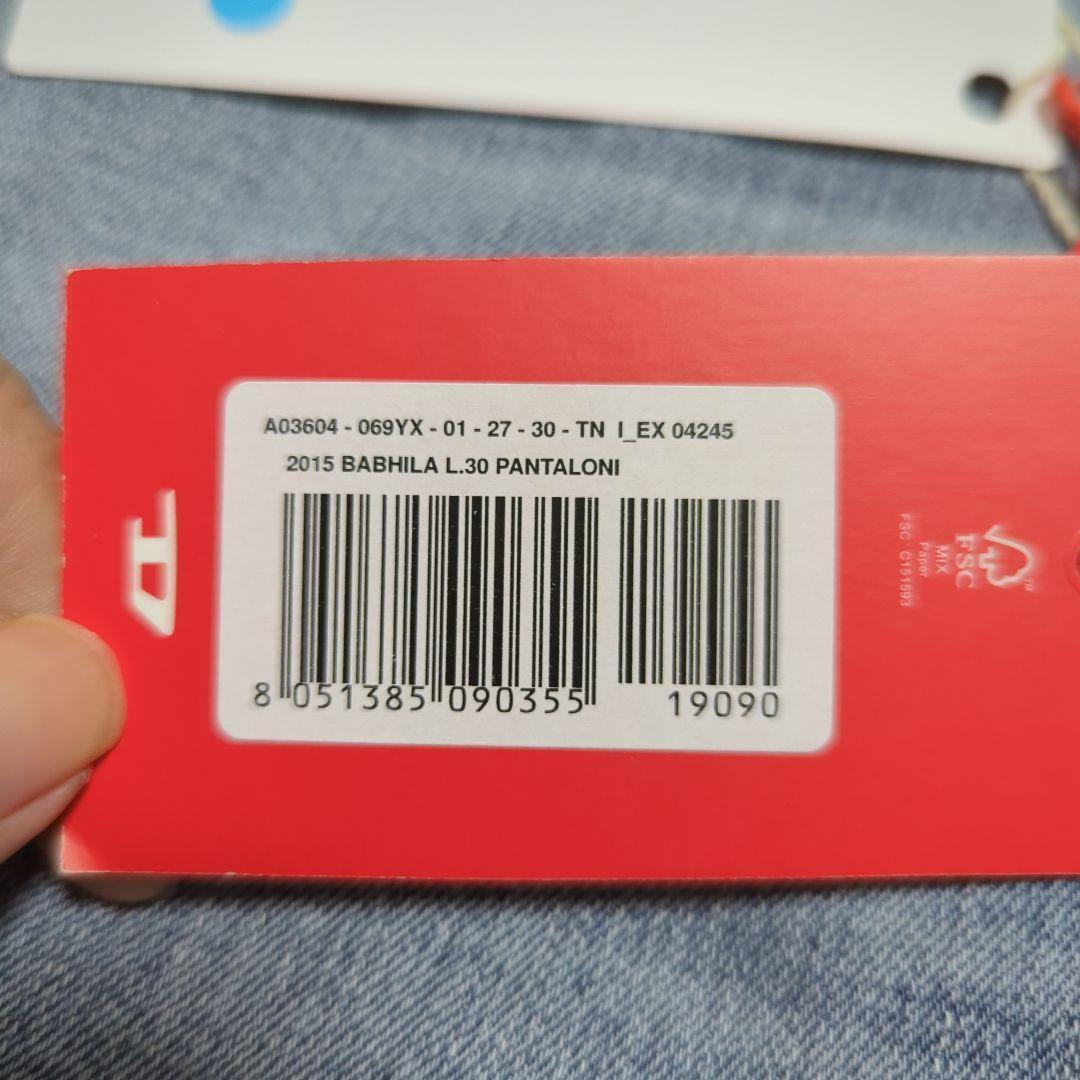 A03604 - 069YX - 01 - 27 - 30 - TN I_EX 04245
2015 BABHILA L.30 PANTALONI
8 051385 090355 19090
D
FSC
MIX
Paper
FSC C151593